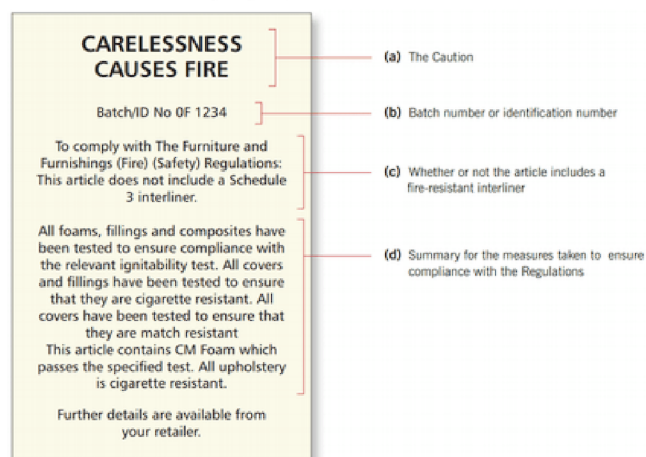 CARELESSNESS
CAUSES FIRE
(a) The Caution
Batch/ID No 0F 1234
(b) Batch number or identification number
To comply with The Furniture and
Furnishings (Fire) (Safety) Regulations:
This article does not include a Schedule
3 interliner.
(c) Whether or not the article includes a
fire-resistant interliner
All foams, fillings and composites have
been tested to ensure compliance with
the relevant ignitability test. All covers
and fillings have been tested to ensure
that they are cigarette resistant. All
covers have been tested to ensure that
they are match resistant
This article contains CM Foam which
passes the specified test. All upholstery
is cigarette resistant.
(d) Summary for the measures taken to ensure
compliance with the Regulations
Further details are available from
your retailer.